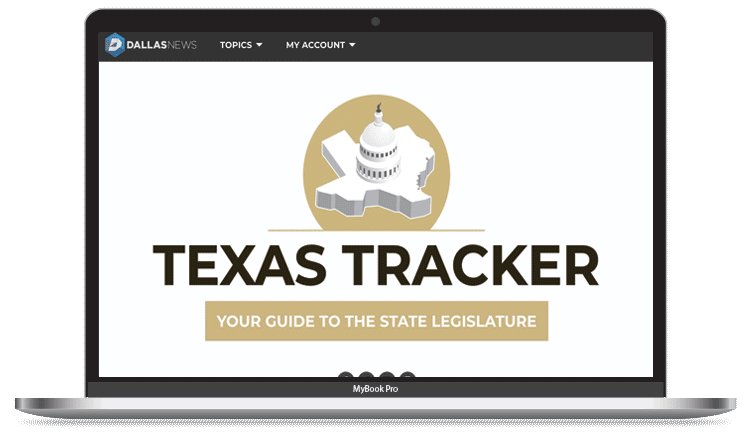 DALLASNEWS
TOPICS
MY ACCOUNT
TEXAS TRACKER
YOUR GUIDE TO THE STATE LEGISLATURE
MyBook Pro